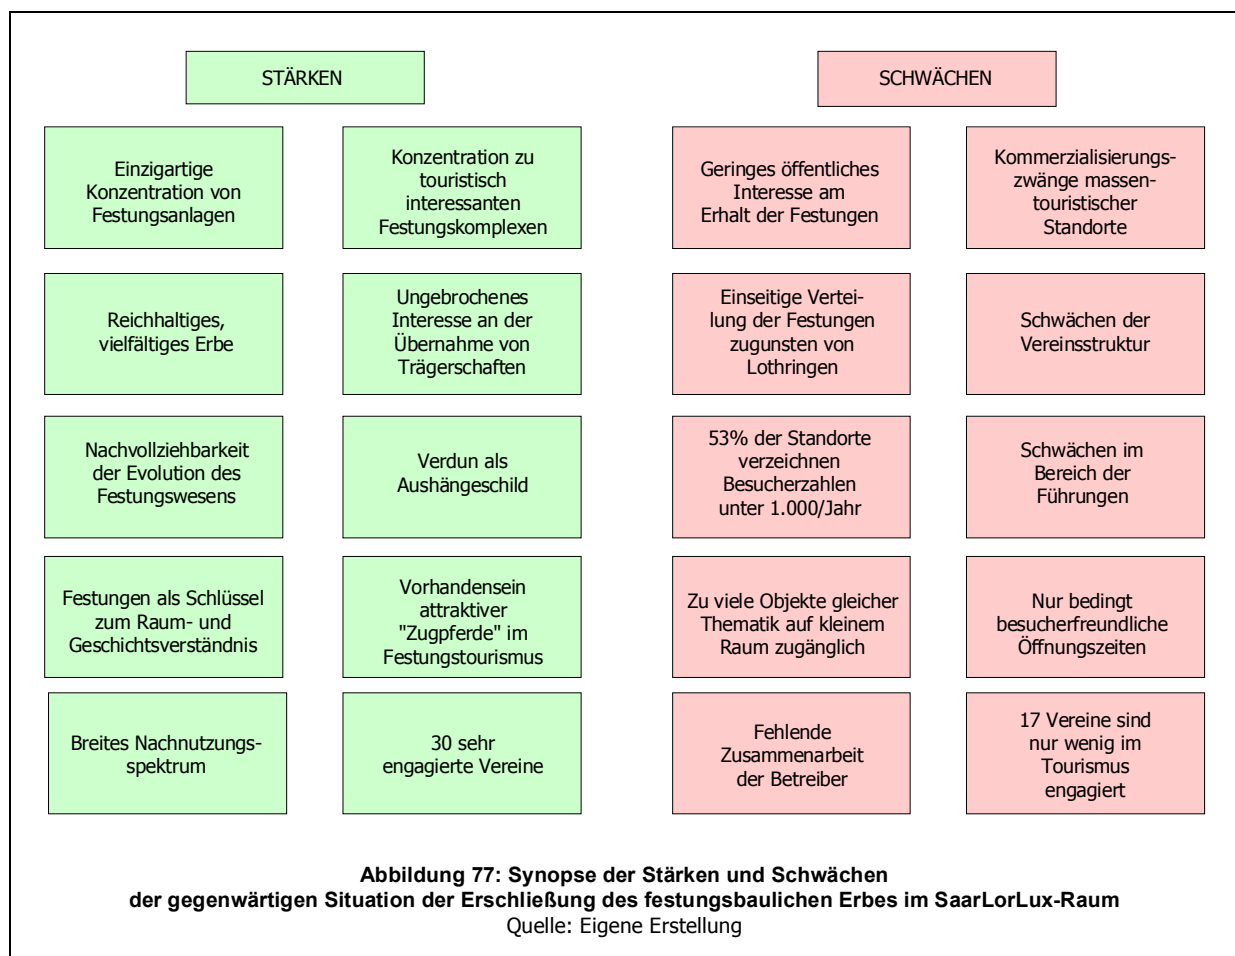 STÄRKEN
Einzigartige
Konzentration von
Festungsanlagen
Konzentration zu
touristisch
interessanten
Festungskomplexen
Reichhaltiges,
vielfältiges Erbe
Ungebrochenes
Interesse an der
Übernahme von
Trägerschaften
Nachvollziehbarkeit
der Evolution des
Festungswesens
Verdun als
Aushängeschild
Festungen als Schlüssel
zum Raum- und
Geschichtsverständnis
Vorhandensein
attraktiver
"Zugpferde" im
Festungstourismus
Breites Nachnutzungs-
spektrum
30 sehr
engagierte Vereine
SCHWÄCHEN
Geringes öffentliches
Interesse am
Erhalt der Festungen
Kommerzialisierungs-
zwänge massen-
touristischer
Standorte
Einseitige Vertei-
lung der Festungen
zugunsten von
Lothringen
Schwächen der
Vereinsstruktur
53% der Standorte
verzeichnen
Besucherzahlen
unter 1.000/Jahr
Schwächen im
Bereich der
Führungen
Zu viele Objekte gleicher
Thematik auf kleinem
Raum zugänglich
Nur bedingt
besucherfreundliche
Öffnungszeiten
Fehlende
Zusammenarbeit
der Betreiber
17 Vereine sind
nur wenig im
Tourismus
engagiert
Abbildung 77: Synopse der Stärken und Schwächen
der gegenwärtigen Situation der Erschließung des festungsbaulichen Erbes im SaarLorLux-Raum
Quelle: Eigene Erstellung